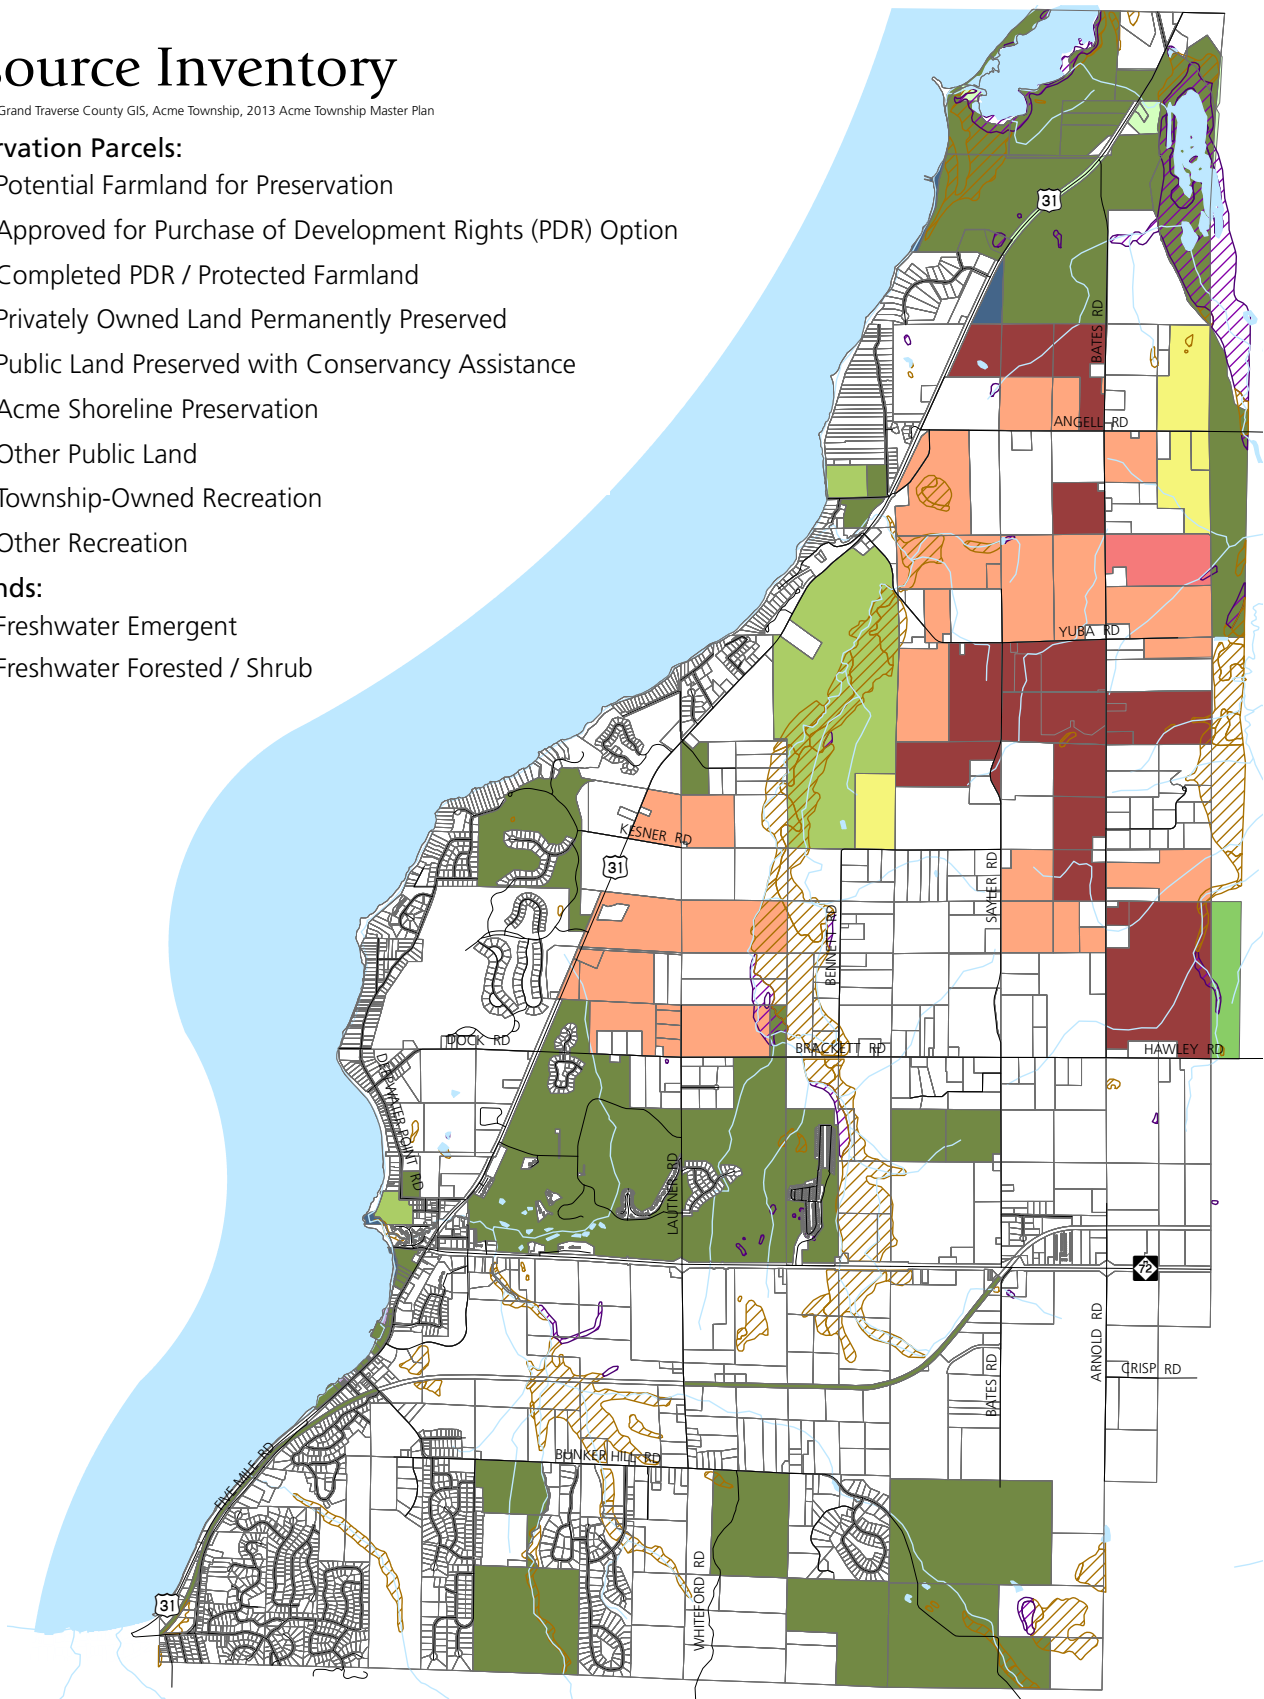 source Inventory
Grand Traverse County GIS, Acme Township, 2013 Acme Township Master Plan
rvation Parcels:
Potential Farmland for Preservation
Approved for Purchase of Development Rights (PDR) Option
Completed PDR / Protected Farmland
Privately Owned Land Permanently Preserved
Public Land Preserved with Conservancy Assistance
Acme Shoreline Preservation
Other Public Land
Township-Owned Recreation
Other Recreation
nds:
Freshwater Emergent
Freshwater Forested / Shrub
31
BATES RD
ANGELL RD
YUBA RD
KESNER RD
31
SAYLER RD
BENNETT RD
DOCK RD
BRACKETT RD
HAWLEY RD
DEEPWATER POINT RD
LAUTNER RD
72
ARNOLD RD
BATES RD
CRISP RD
FIVE MILE RD
BUNKER HILL RD
WHITEFORD RD
31